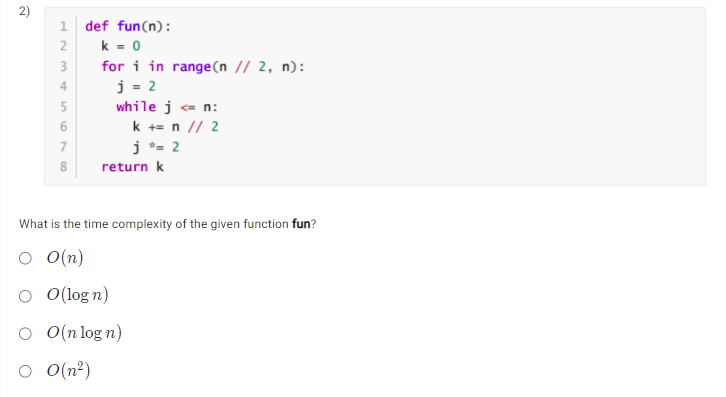 2)
1 def fun(n):
2     k = 0
3     for i in range(n // 2, n):
4         j = 2
5         while j <= n:
6             k += n // 2
7             j *= 2
8     return k
What is the time complexity of the given function fun?
O(n)
O(log n)
O(n log n)
O(n²)